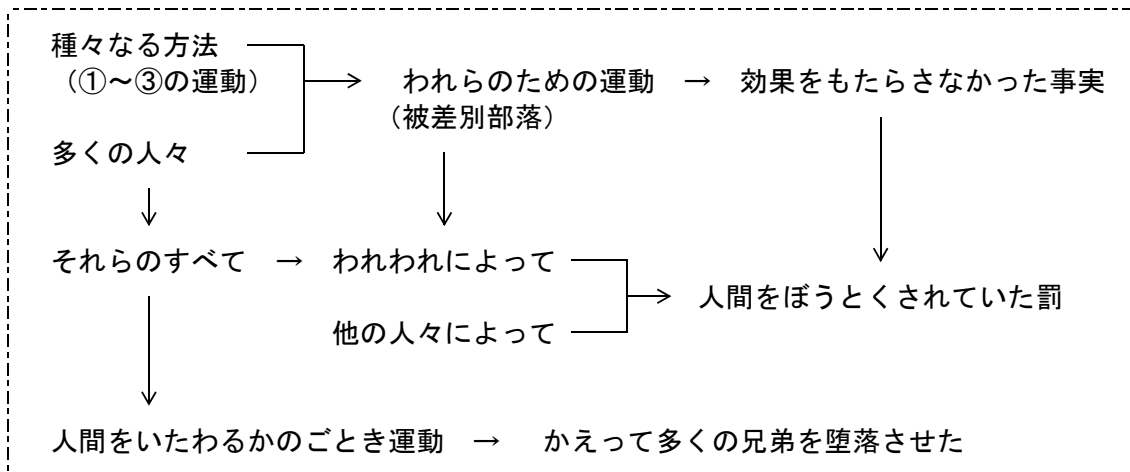 種々なる方法
（①～③の運動）
われらのための運動 → 効果をもたらさなかった事実
（被差別部落）
多くの人々
それらのすべて → われわれによって
人間をぼうとくされていた罰
他の人々によって
人間をいたわるかのごとき運動 → かえって多くの兄弟を堕落させた